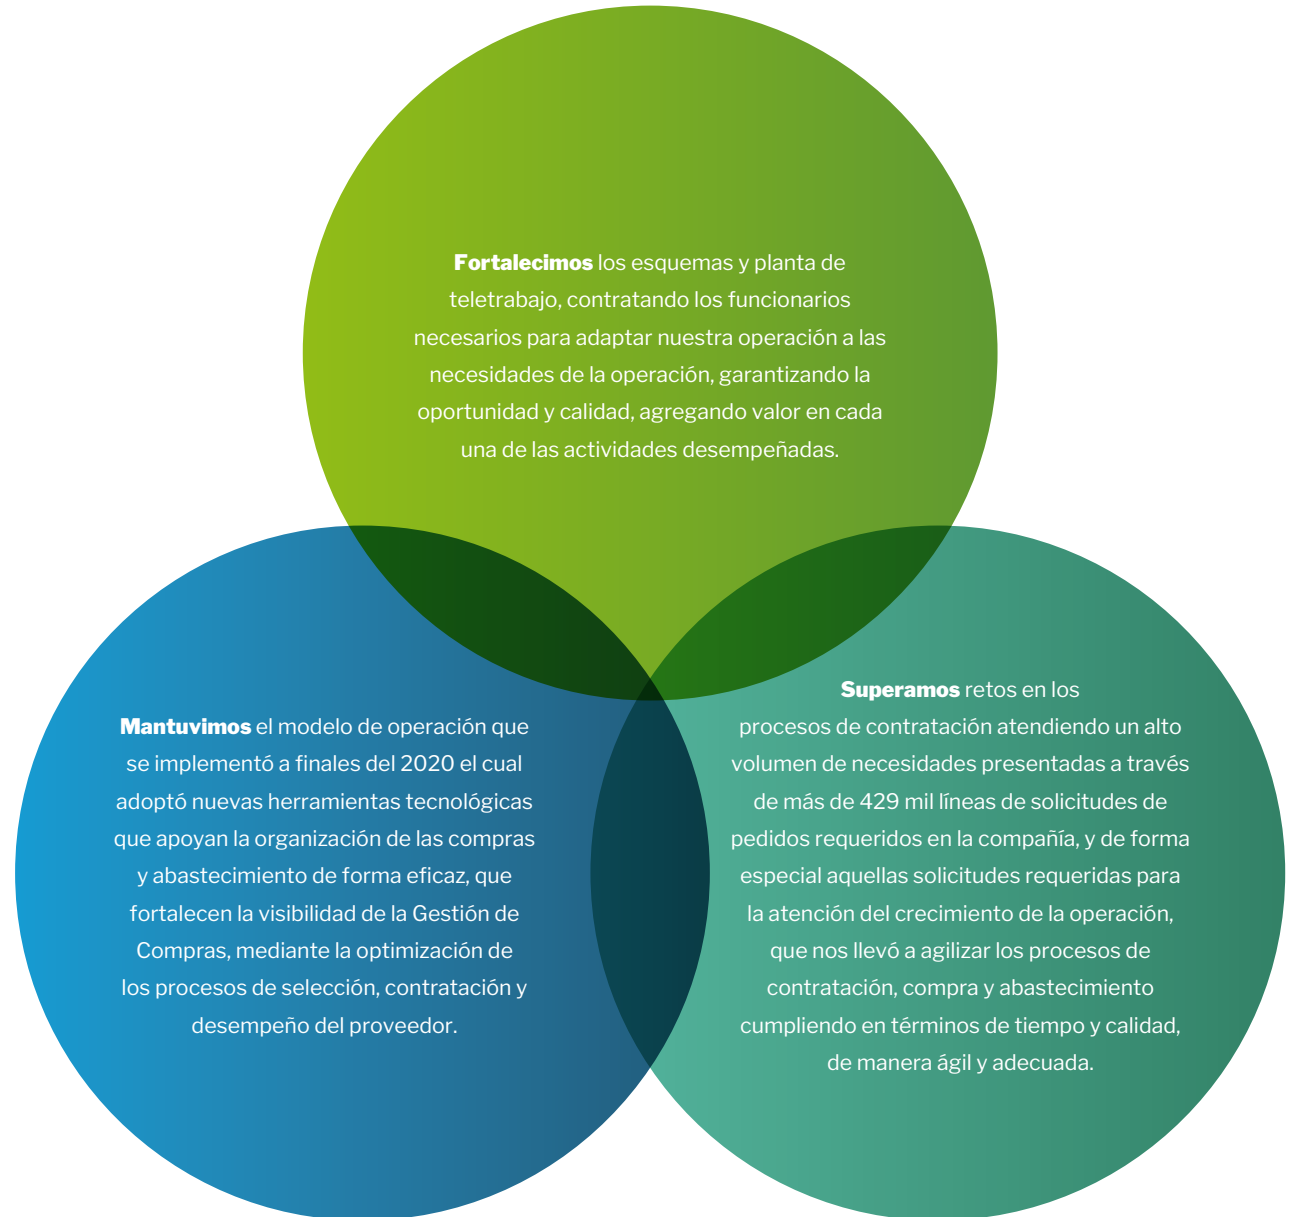 Fortalecimos los esquemas y planta de
teletrabajo, contratando los funcionarios
necesarios para adaptar nuestra operación a las
necesidades de la operación, garantizando la
oportunidad y calidad, agregando valor en cada
una de las actividades desempeñadas.
Mantuvimos el modelo de operación que
se implementó a finales del 2020 el cual
adoptó nuevas herramientas tecnológicas
que apoyan la organización de las compras
y abastecimiento de forma eficaz, que
fortalecen la visibilidad de la Gestión de
Compras, mediante la optimización de
los procesos de selección, contratación y
desempeño del proveedor.
Superamos retos en los
procesos de contratación atendiendo un alto
volumen de necesidades presentadas a través
de más de 429 mil líneas de solicitudes de
pedidos requeridos en la compañía, y de forma
especial aquellas solicitudes requeridas para
la atención del crecimiento de la operación,
que nos llevó a agilizar los procesos de
contratación, compra y abastecimiento
cumpliendo en términos de tiempo y calidad,
de manera ágil y adecuada.